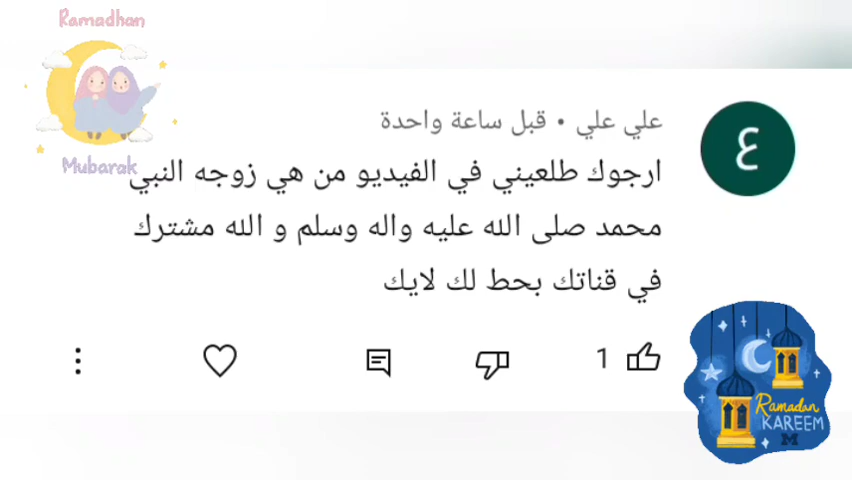 Ramadhan
Mubarak
علي علي • قبل ساعة واحدة
ارجوك طلعيني في الفيديو من هي زوجه النبي
محمد صلى الله عليه واله وسلم و الله مشترك
في قناتك بحط لك لايك
1
ع
Ramadan
KAREEM
M